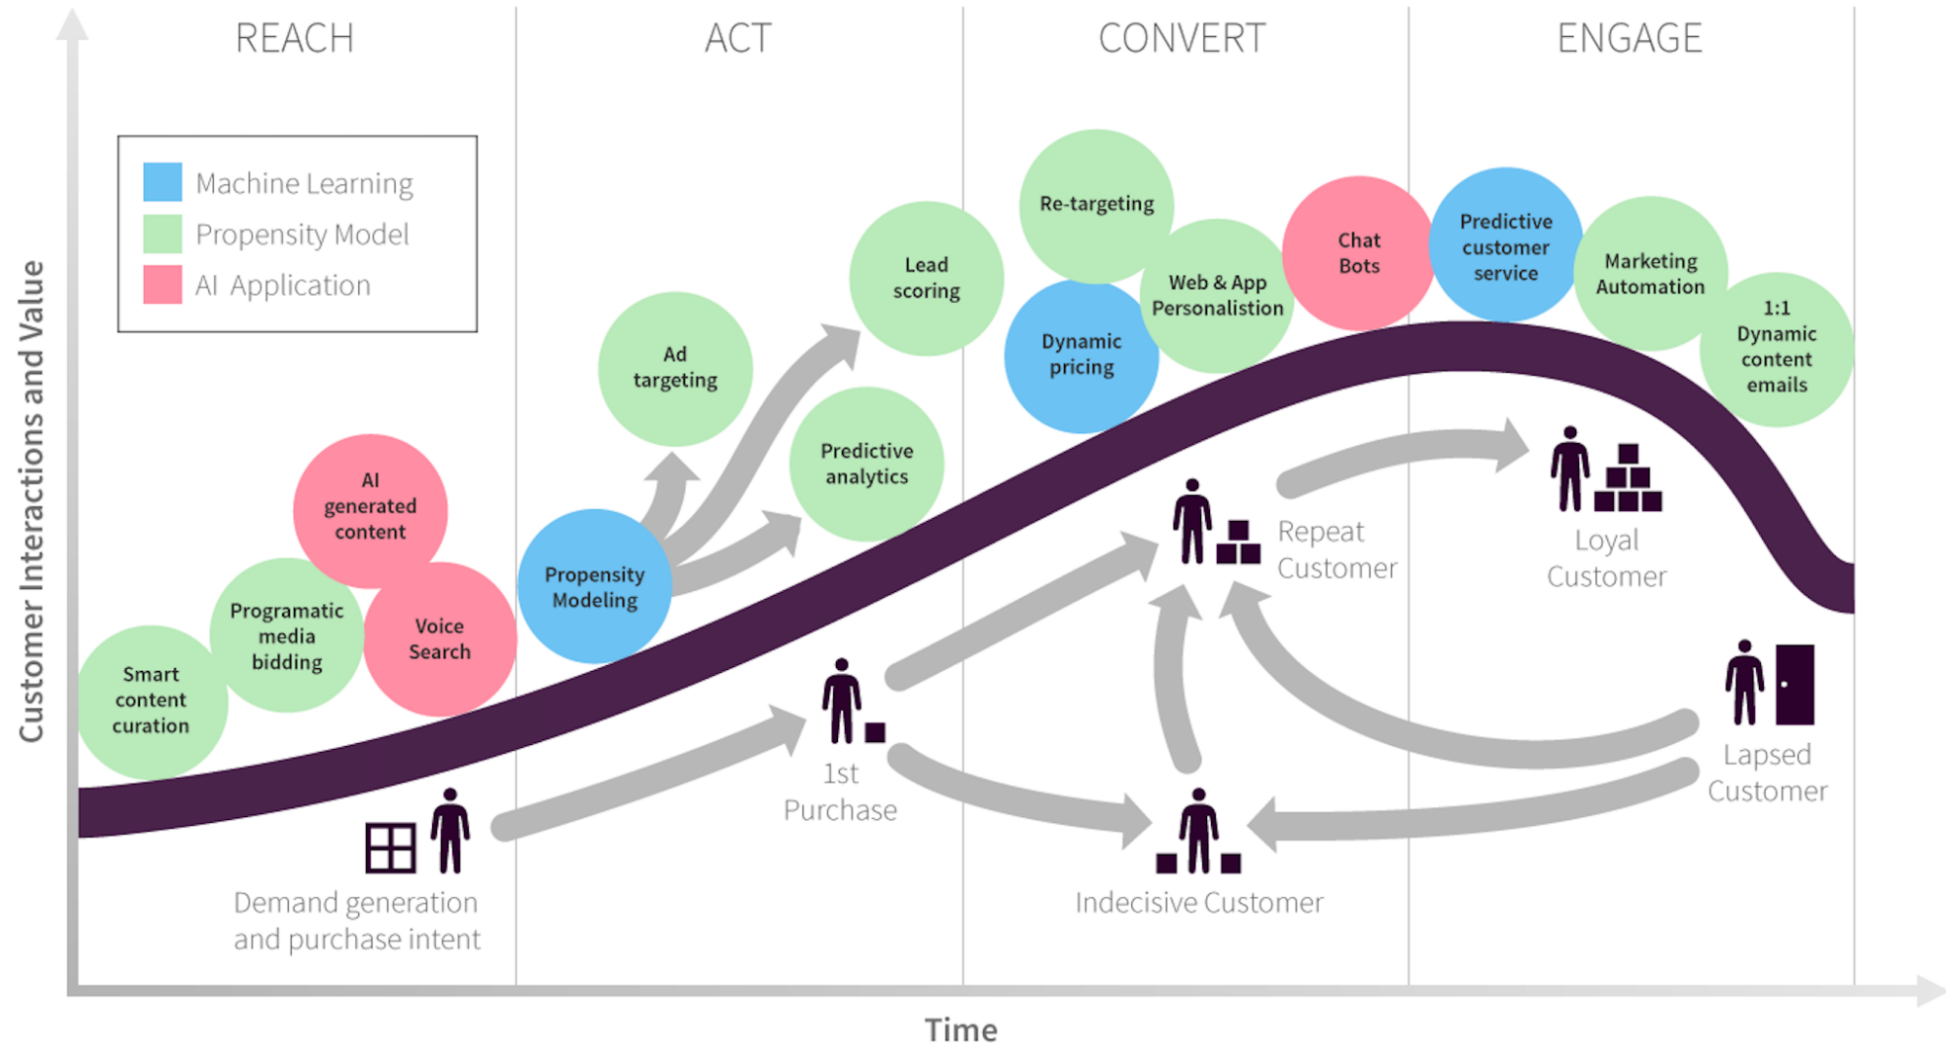 REACH
ACT
CONVERT
ENGAGE
Machine Learning
Propensity Model
AI Application
Customer Interactions and Value
Smart
content
curation
Programatic
media
bidding
AI
generated
content
Voice
Search
Propensity
Modeling
Ad
targeting
Lead
scoring
Predictive
analytics
Re-targeting
Dynamic
pricing
Web & App
Personalistion
Chat
Bots
Predictive
customer
service
Marketing
Automation
1:1
Dynamic
content
emails
Demand generation
and purchase intent
1st
Purchase
Repeat
Customer
Indecisive Customer
Loyal
Customer
Lapsed
Customer
Time